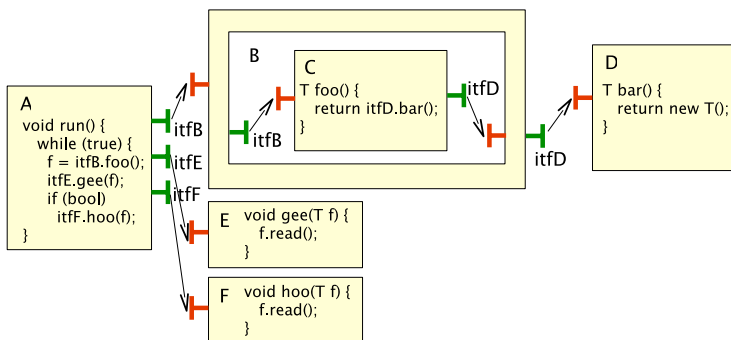 A
void run() {
while (true) {
f = itfB.foo();
itfE.gee(f);
if (bool)
itfF.hoo(f);
}
itfB
itfE
itfF
B
itfB
C
T foo() {
return itfD.bar();
}
itfD
itfD
D
T bar() {
return new T();
}
E
void gee(T f) {
f.read();
}
F
void hoo(T f) {
f.read();
}